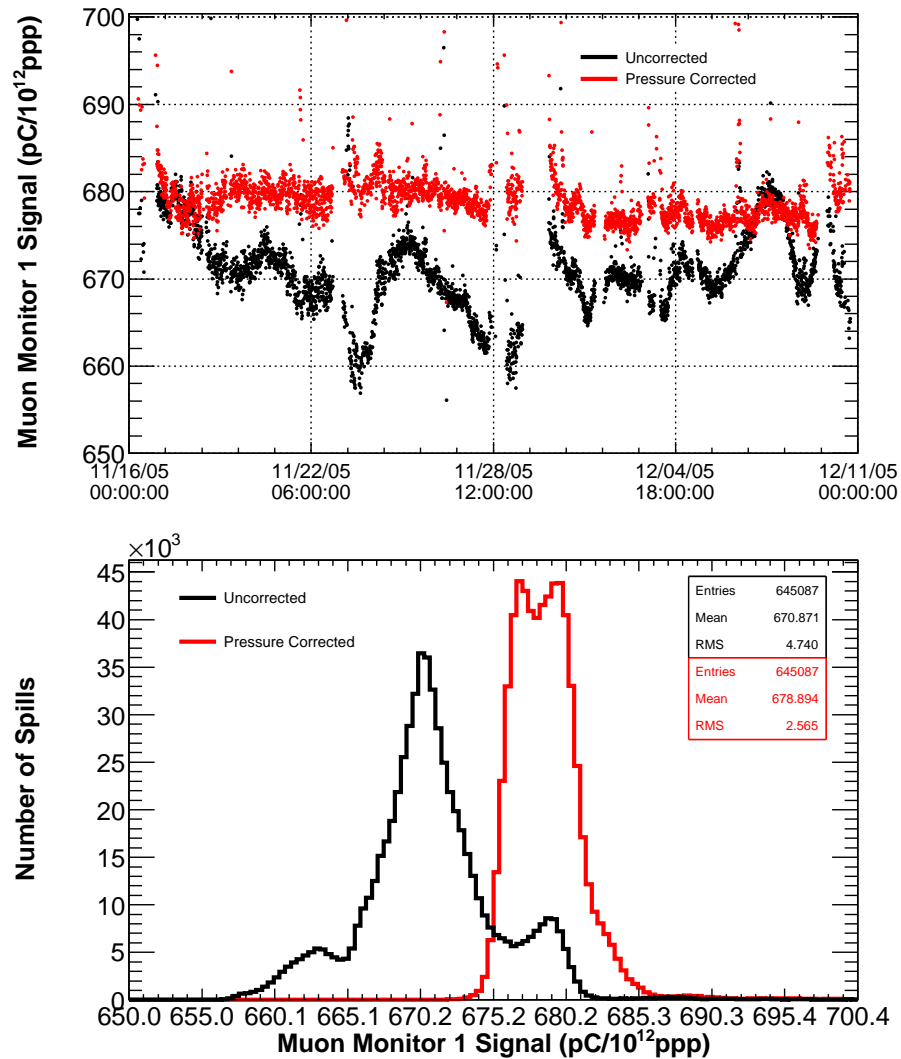 700
690
680
670
660
650
Muon Monitor 1 Signal (pC/10¹²ppp)
Uncorrected
Pressure Corrected
11/16/05 11/22/05 11/28/05 12/04/05 12/11/05
00:00:00 06:00:00 12:00:00 18:00:00 00:00:00
×10³
45
40
35
30
25
20
15
10
5
0
Number of Spills
Uncorrected
Pressure Corrected
Entries 645087
Mean 670.871
RMS 4.740
Entries 645087
Mean 678.894
RMS 2.565
650.0 655.0 660.1 665.1 670.2 675.2 680.2 685.3 690.3 695.4 700.4
Muon Monitor 1 Signal (pC/10¹²ppp)